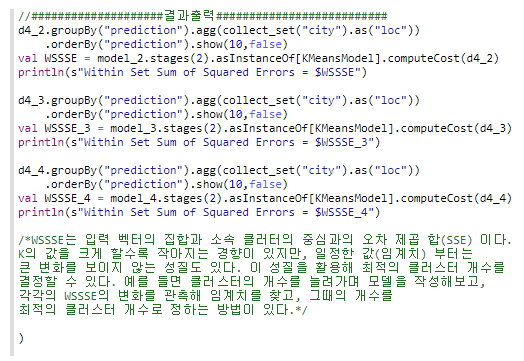 //###################결과출력#########################
d4_2.groupBy("prediction").agg(collect_set("city").as("loc"))
.orderBy("prediction").show(10,false)
val WSSSE = model_2.stages(2).asInstanceOf[KMeansModel].computeCost(d4_2)
println(s"Within Set Sum of Squared Errors = $WSSSE")
d4_3.groupBy("prediction").agg(collect_set("city").as("loc"))
.orderBy("prediction").show(10,false)
val WSSSE_3 = model_3.stages(2).asInstanceOf[KMeansModel].computeCost(d4_3)
println(s"Within Set Sum of Squared Errors = $WSSSE_3")
d4_4.groupBy("prediction").agg(collect_set("city").as("loc"))
.orderBy("prediction").show(10,false)
val WSSSE_4 = model_4.stages(2).asInstanceOf[KMeansModel].computeCost(d4_4)
println(s"Within Set Sum of Squared Errors = $WSSSE_4")
/*WSSSE는 입력 벡터의 집합과 소속 클러터의 중심과의 오차 제곱 합(SSE) 이다.
K의 값을 크게 할수록 작아지는 경향이 있지만, 일정한 값(임계치) 부터는
큰 변화를 보이지 않는 성질도 있다. 이 성질을 활용해 최적의 클러스터 개수를
결정할 수 있다. 예를 들면 클러스터의 개수를 늘려가며 모델을 작성해보고,
각각의 WSSSE의 변화를 관측해 임계치를 찾고, 그때의 개수를
최적의 클러스터 개수로 정하는 방법이 있다.*/
)